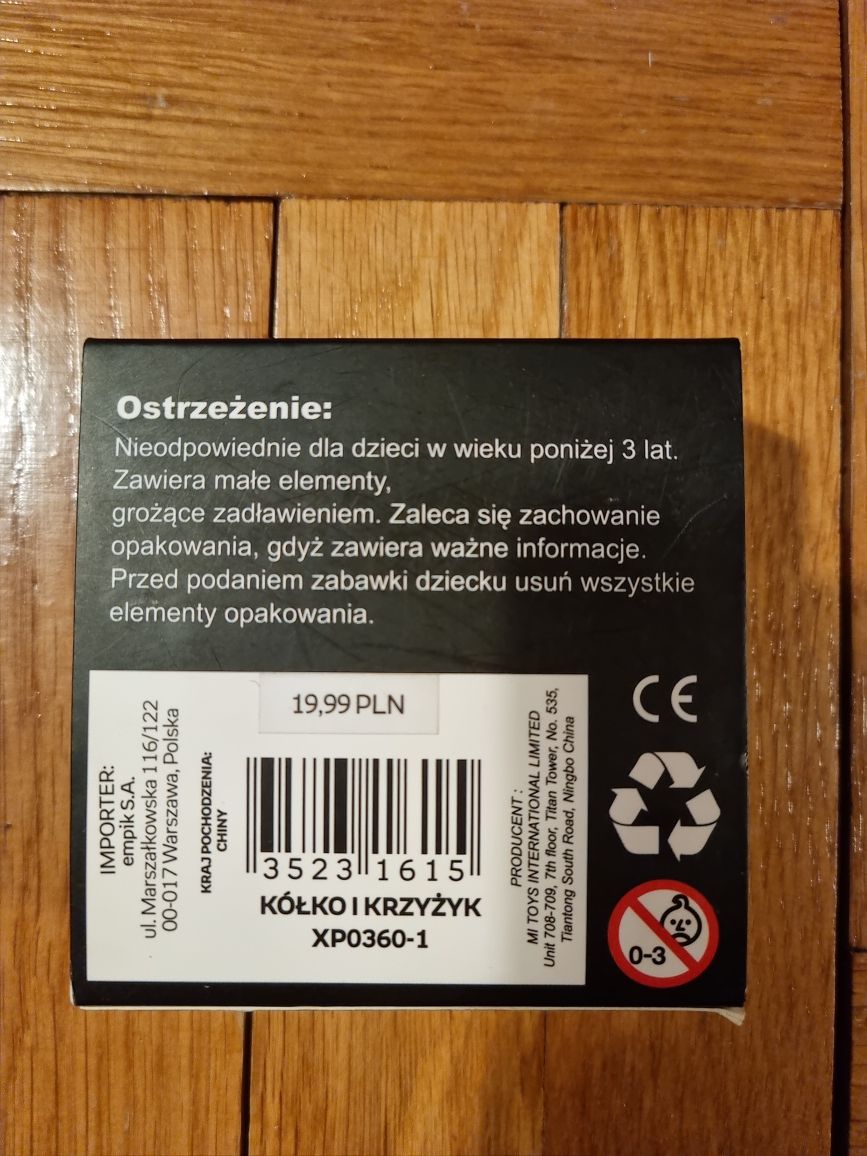 Ostrzeżenie:
Nieodpowiednie dla dzieci w wieku poniżej 3 lat.
Zawiera małe elementy,
grożące zadławieniem. Zaleca się zachowanie
opakowania, gdyż zawiera ważne informacje.
Przed podaniem zabawki dziecku usuń wszystkie
elementy opakowania.
IMPORTER:
empik S.A.
ul. Marszałkowska 116/122
00-017 Warszawa, Polska
KRAJ POCHODZENIA:
CHINY
19,99 PLN
35231615
KÓŁKO I KRZYŻYK
XP0360-1
PRODUCENT :
MI TOYS INTERNATIONAL LIMITED
Unit 708-709, 7th floor, Titan Tower, No. 535,
Tiantong South Road, Ningbo China
CE
0-3